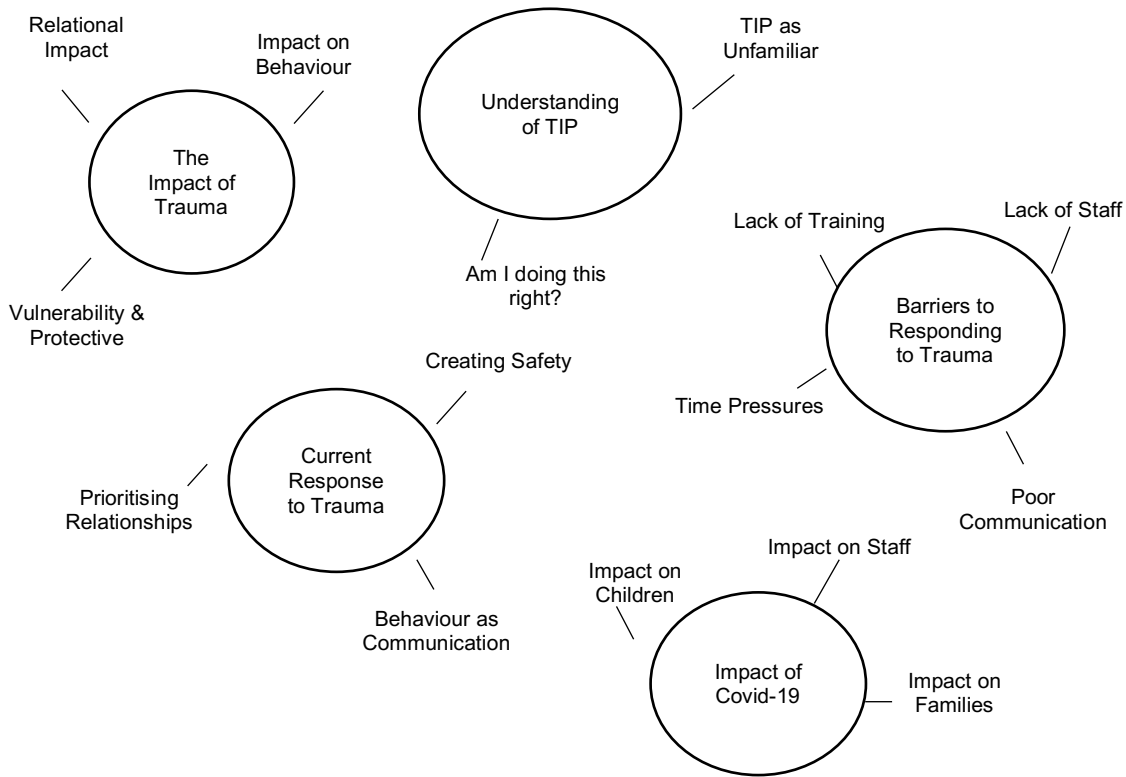 Relational
Impact
Impact on
Behaviour
The
Impact of
Trauma
Vulnerability &
Protective
Understanding
of TIP
TIP as
Unfamiliar
Am I doing this
right?
Lack of Training
Lack of Staff
Barriers to
Responding
to Trauma
Time Pressures
Poor
Communication
Creating Safety
Current
Response
to Trauma
Prioritising
Relationships
Behaviour as
Communication
Impact on Staff
Impact on
Children
Impact of
Covid-19
Impact on
Families